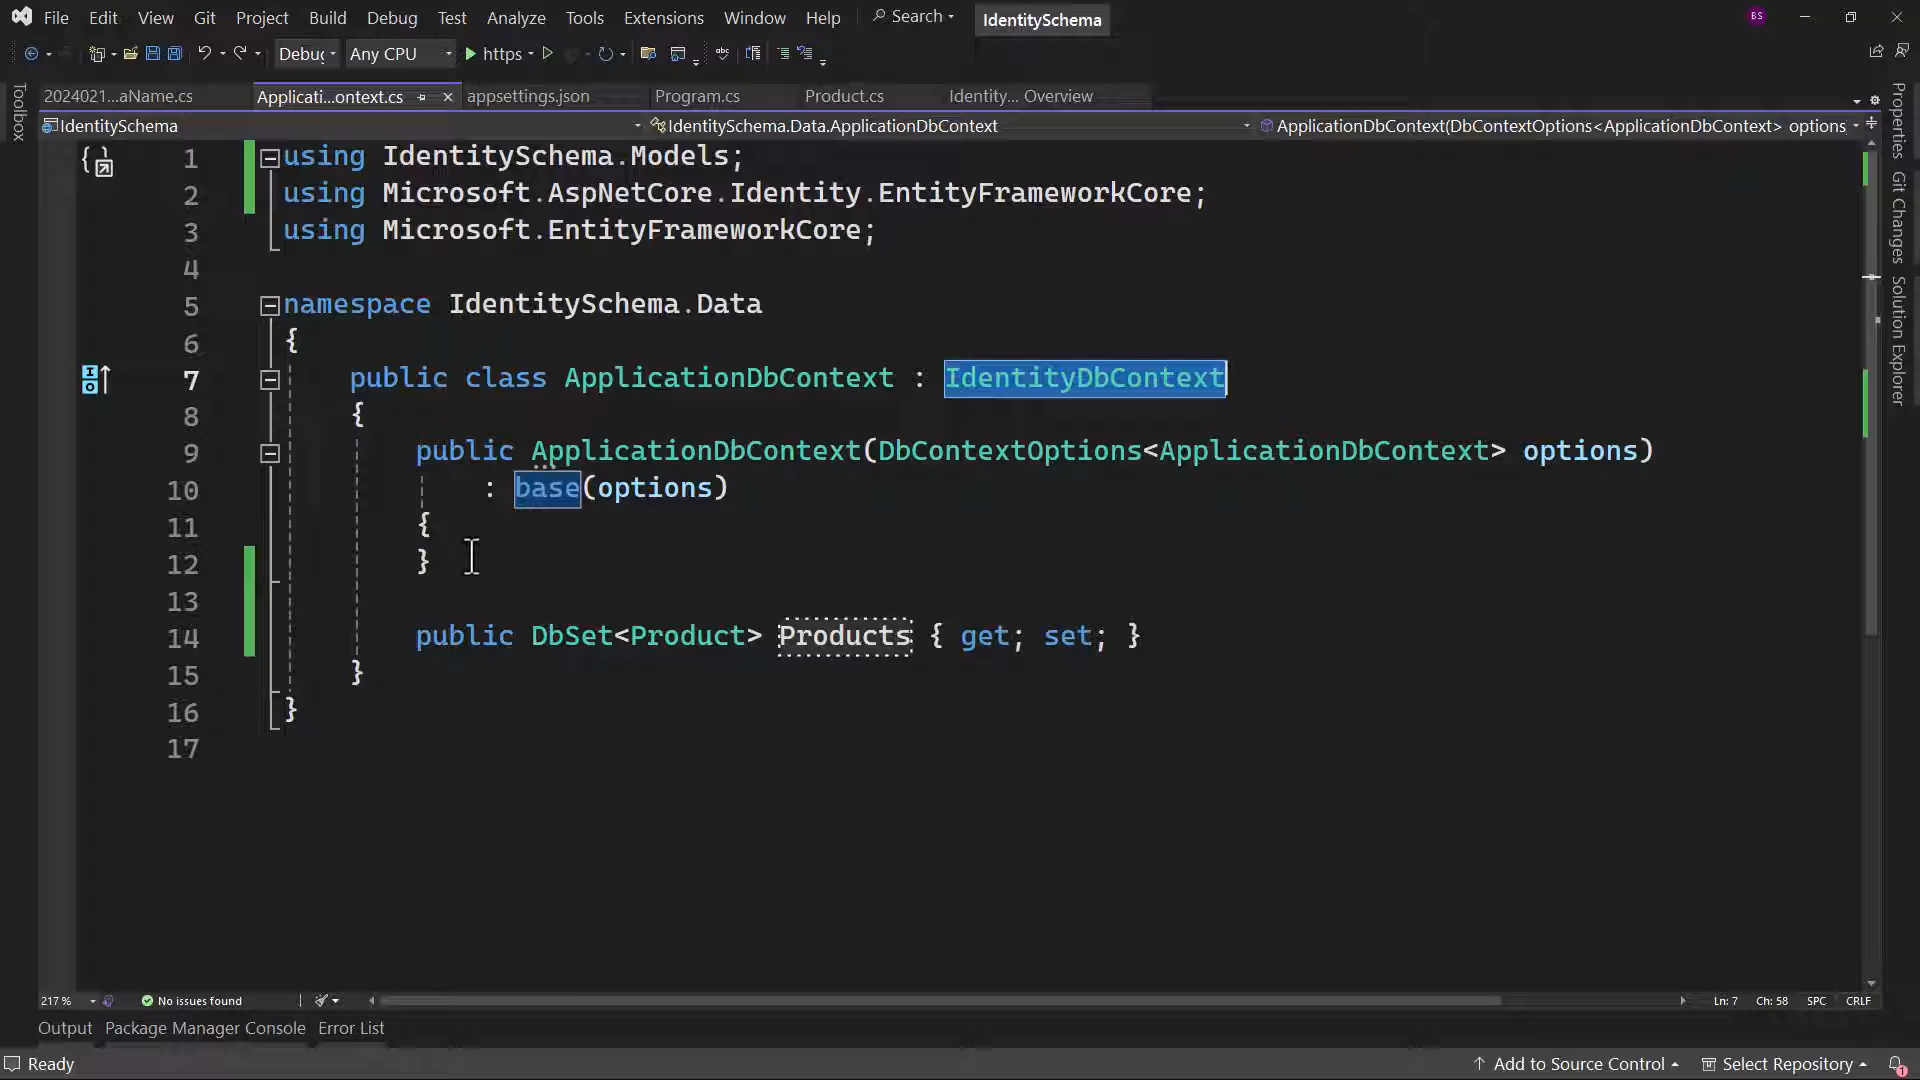 File Edit View Git Project Build Debug Test Analyze Tools Extensions Window Help Search IdentitySchema BS
Debug Any CPU https
2024021...aName.cs Applicati...ontext.cs appsettings.json Program.cs Product.cs Identity... Overview
IdentitySchema IdentitySchema.Data.ApplicationDbContext ApplicationDbContext(DbContextOptions<ApplicationDbContext> options
Toolbox
1 using IdentitySchema.Models;
2 using Microsoft.AspNetCore.Identity.EntityFrameworkCore;
3 using Microsoft.EntityFrameworkCore;
4
5 namespace IdentitySchema.Data
6 {
7 public class ApplicationDbContext : IdentityDbContext
8 {
9 public ApplicationDbContext(DbContextOptions<ApplicationDbContext> options)
10 : base(options)
11 {
12 }
13
14 public DbSet<Product> Products { get; set; }
15 }
16 }
17
Properties
Git Changes
Solution Explorer
217 % No issues found Ln: 7 Ch: 58 SPC CRLF
Output Package Manager Console Error List
Ready Add to Source Control Select Repository 1